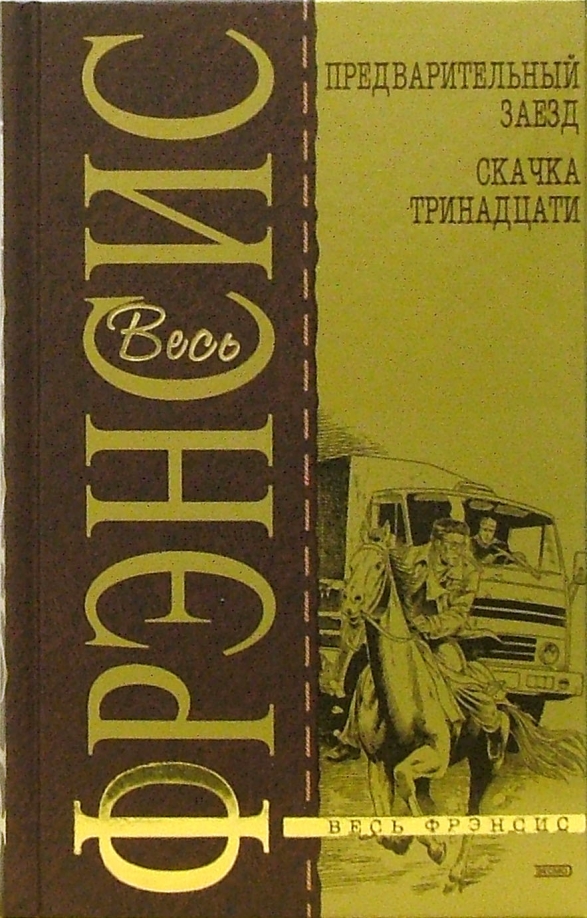 Весь
ФРЭНСИС
ПРЕДВАРИТЕЛЬНЫЙ
ЗАЕЗД
СКАЧКА
ТРИНАДЦАТИ
ВЕСЬ ФРЭНСИС